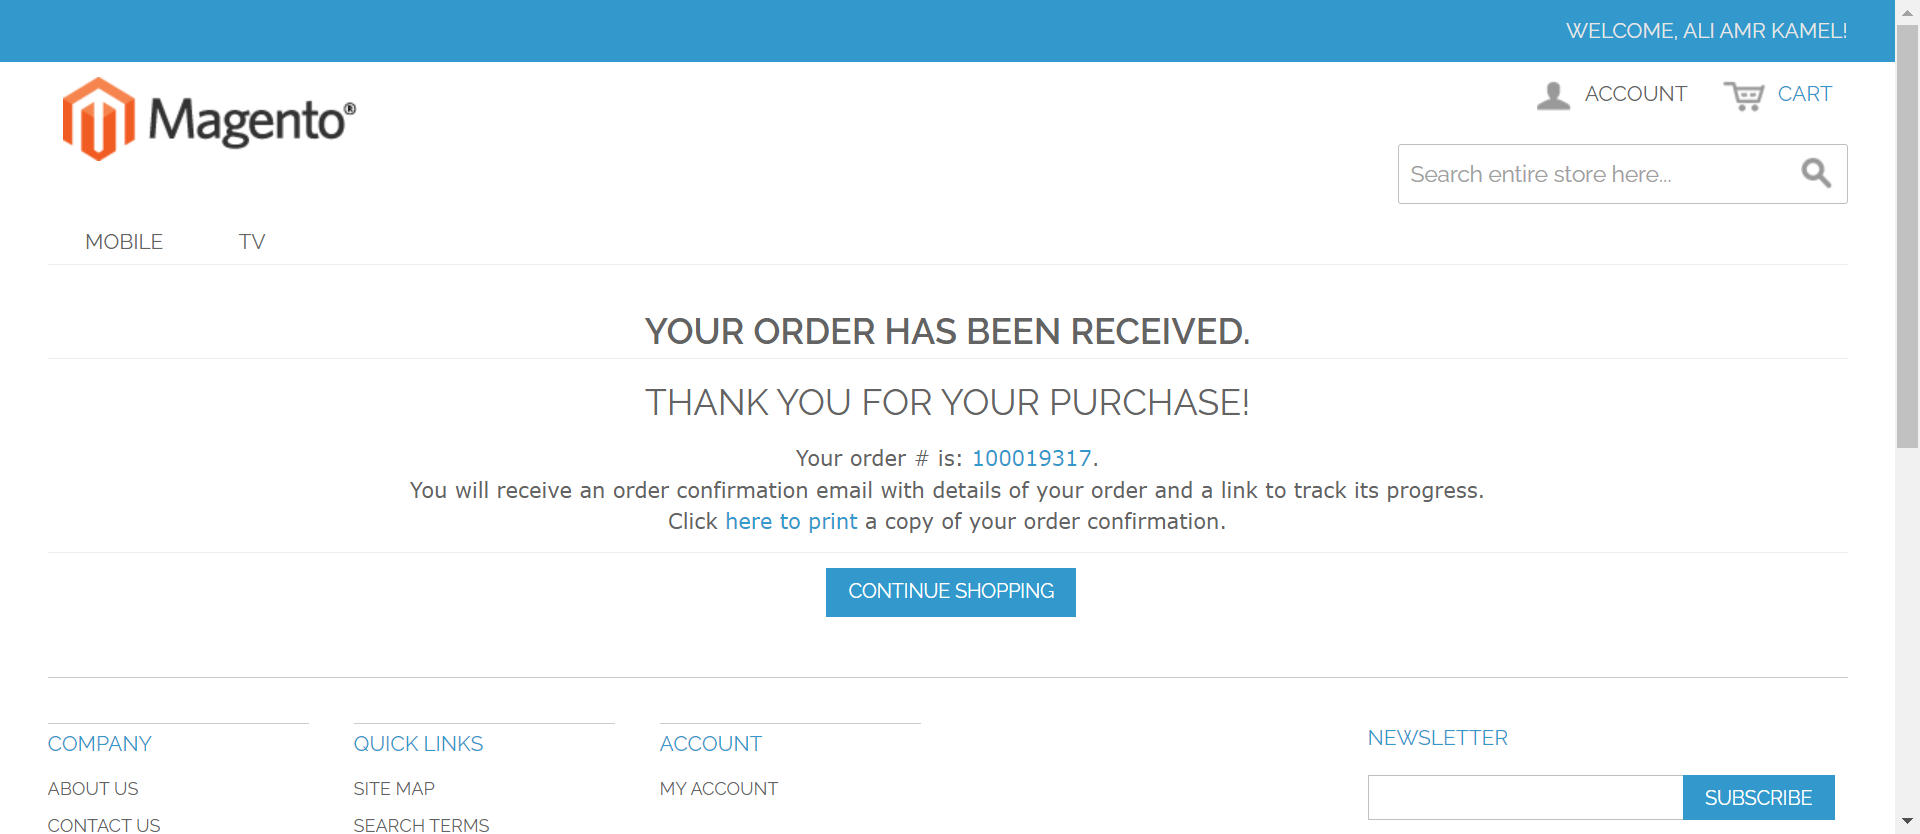 WELCOME, ALI AMR KAMEL!
Magento®
ACCOUNT
CART
Search entire store here...
MOBILE
TV
YOUR ORDER HAS BEEN RECEIVED.
THANK YOU FOR YOUR PURCHASE!
Your order # is: 100019317.
You will receive an order confirmation email with details of your order and a link to track its progress.
Click here to print a copy of your order confirmation.
CONTINUE SHOPPING
COMPANY
ABOUT US
CONTACT US
QUICK LINKS
SITE MAP
SEARCH TERMS
ACCOUNT
MY ACCOUNT
NEWSLETTER
SUBSCRIBE